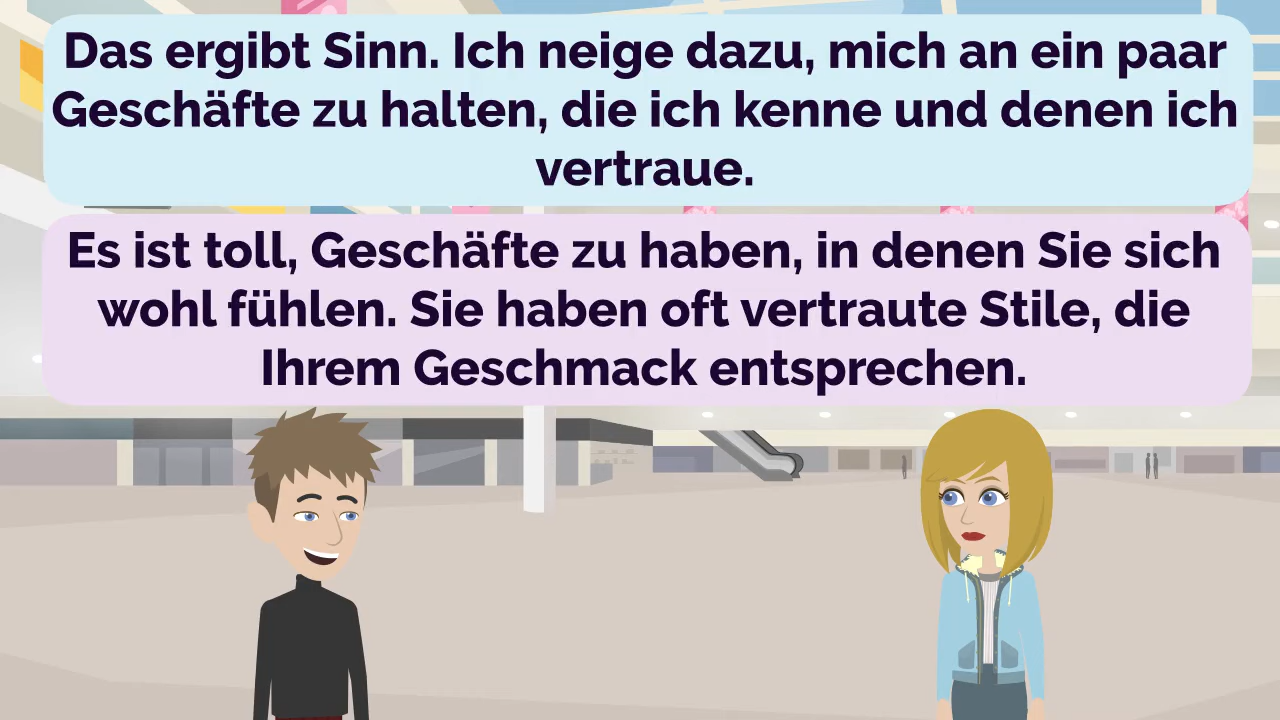 Das ergibt Sinn. Ich neige dazu, mich an ein paar
Geschäfte zu halten, die ich kenne und denen ich
vertraue.
Es ist toll, Geschäfte zu haben, in denen Sie sich
wohl fühlen. Sie haben oft vertraute Stile, die
Ihrem Geschmack entsprechen.